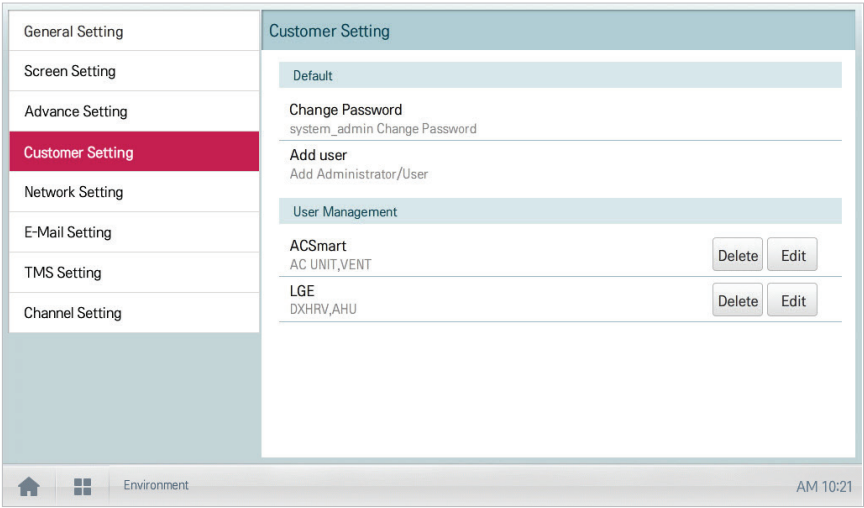 General Setting
Screen Setting
Advance Setting
Customer Setting
Network Setting
E-Mail Setting
TMS Setting
Channel Setting
Customer Setting
Default
Change Password
system_admin Change Password
Add user
Add Administrator/User
User Management
ACSmart
AC UNIT,VENT
Delete Edit
LGE
DXHRV,AHU
Delete Edit
Environment
AM 10:21